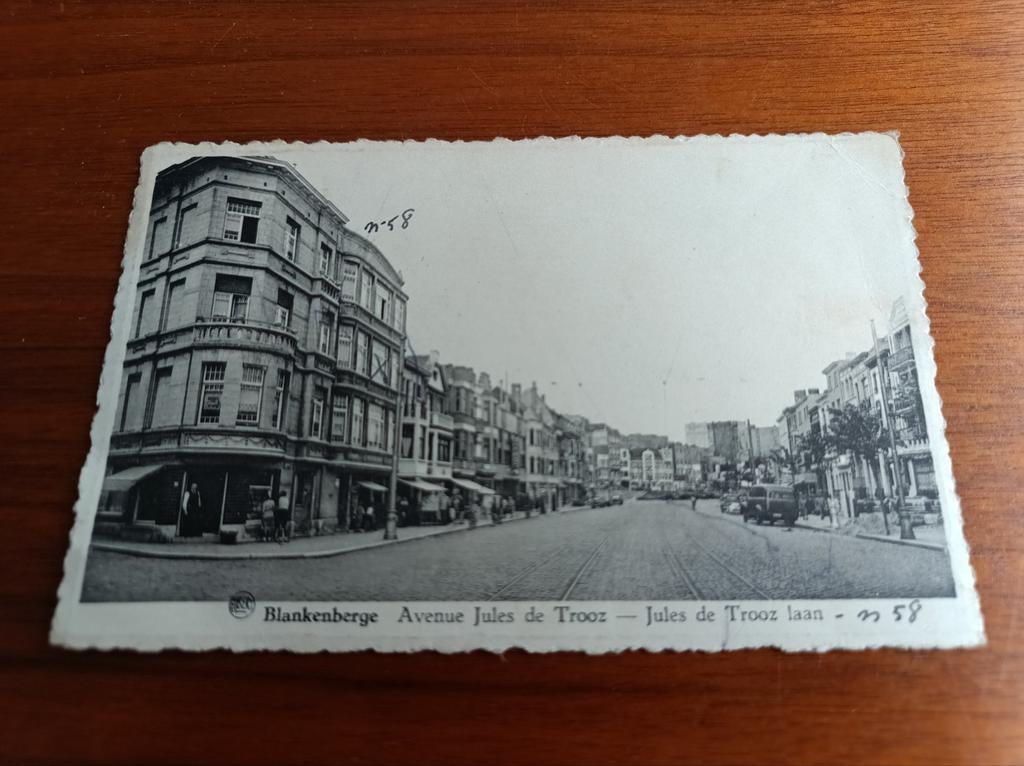 n 58
Blankenberge Avenue Jules de Trooz — Jules de Trooz laan - n 58